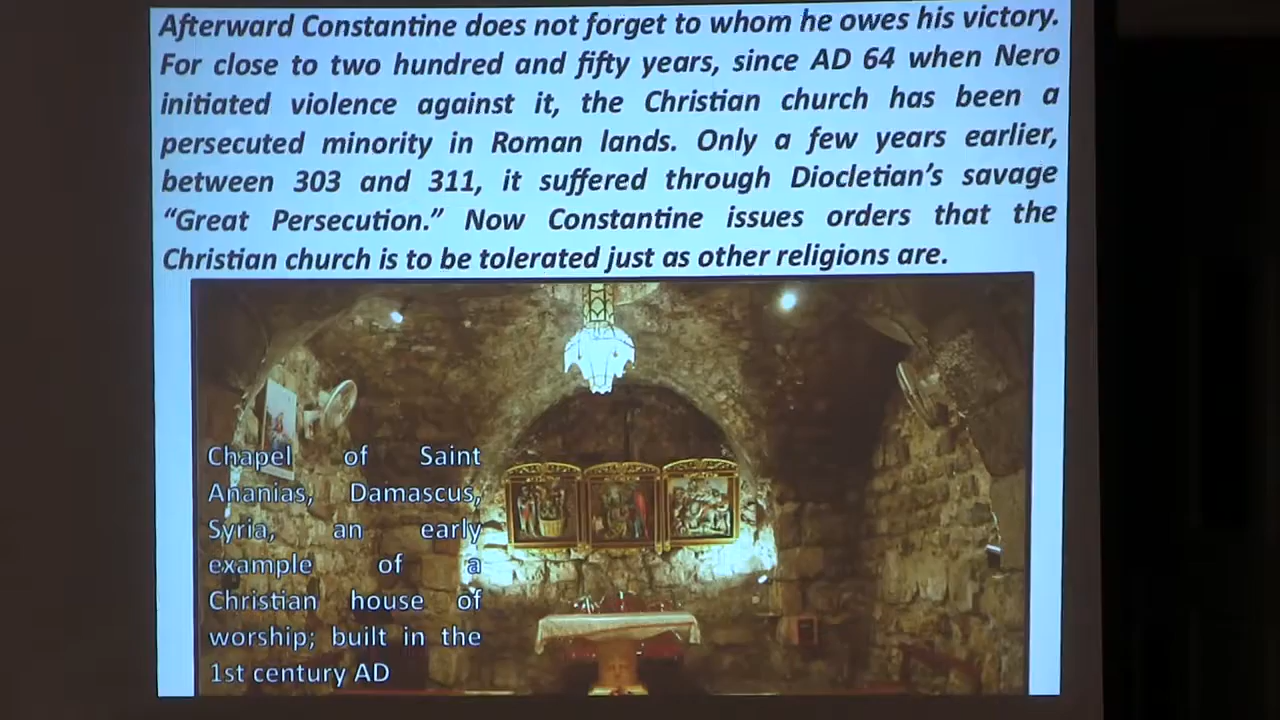 Afterward Constantine does not forget to whom he owes his victory.
For close to two hundred and fifty years, since AD 64 when Nero
initiated violence against it, the Christian church has been a
persecuted minority in Roman lands. Only a few years earlier,
between 303 and 311, it suffered through Diocletian’s savage
“Great Persecution.” Now Constantine issues orders that the
Christian church is to be tolerated just as other religions are.
Chapel of Saint
Ananias, Damascus,
Syria, an early
example of a
Christian house of
worship; built in the
1st century AD